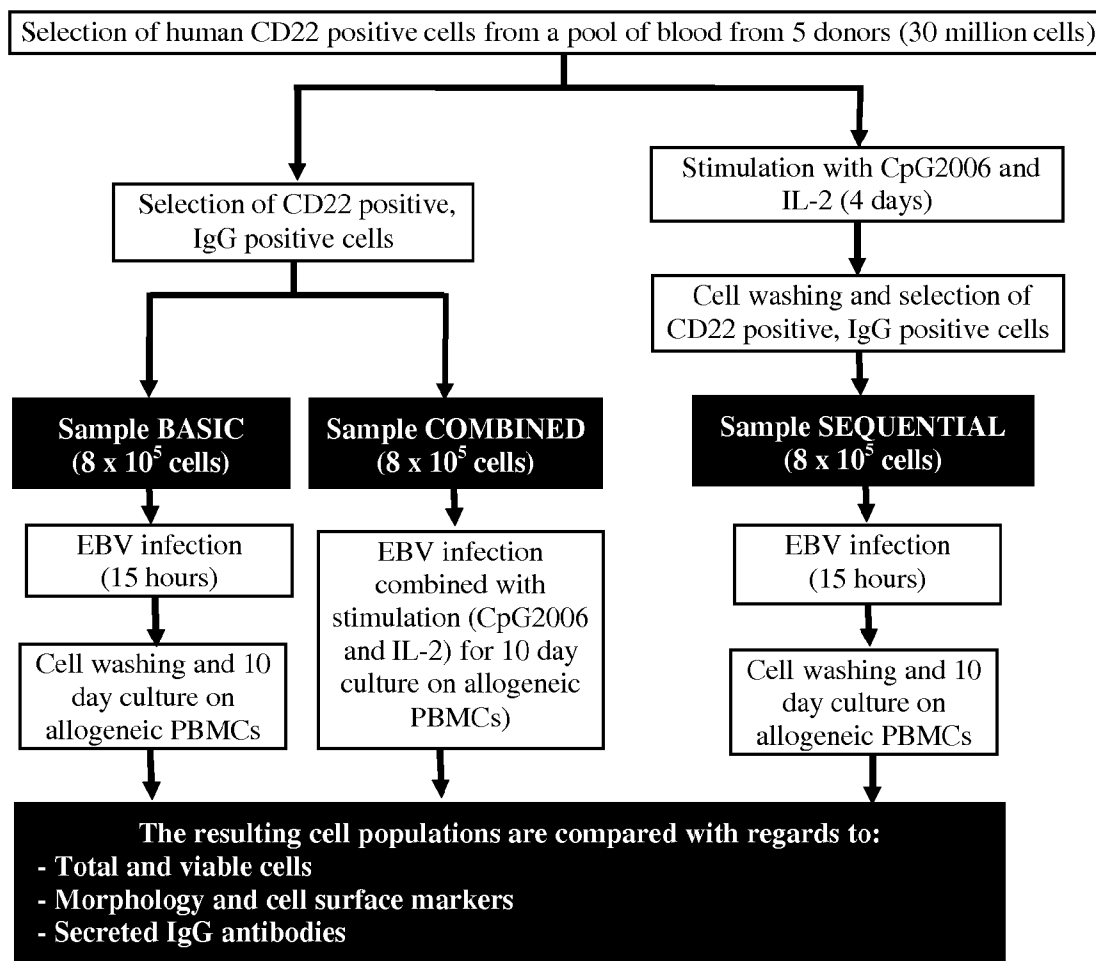 Selection of human CD22 positive cells from a pool of blood from 5 donors (30 million cells)
Stimulation with CpG2006 and
IL-2 (4 days)
Selection of CD22 positive,
IgG positive cells
Cell washing and selection of
CD22 positive, IgG positive cells
Sample BASIC
(8 x 10⁵ cells)
Sample COMBINED
(8 x 10⁵ cells)
Sample SEQUENTIAL
(8 x 10⁵ cells)
EBV infection
(15 hours)
EBV infection
combined with
stimulation (CpG2006
and IL-2) for 10 day
culture on allogeneic
PBMCs)
EBV infection
(15 hours)
Cell washing and 10
day culture on
allogeneic PBMCs
Cell washing and 10
day culture on
allogeneic PBMCs
The resulting cell populations are compared with regards to:
- Total and viable cells
- Morphology and cell surface markers
- Secreted IgG antibodies